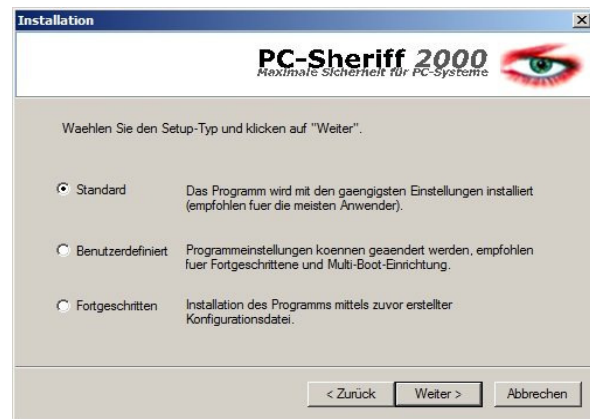 Installation
PC-Sheriff 2000
Maximale Sicherheit für PC-Systeme
Waehlen Sie den Setup-Typ und klicken auf "Weiter".
Standard
Das Programm wird mit den gaengigsten Einstellungen installiert
(empfohlen fuer die meisten Anwender).
Benutzerdefiniert
Programmeinstellungen koennen geaendert werden, empfohlen
fuer Fortgeschrittene und Multi-Boot-Einrichtung.
Fortgeschritten
Installation des Programms mittels zuvor erstellter
Konfigurationsdatei.
< Zurück
Weiter >
Abbrechen